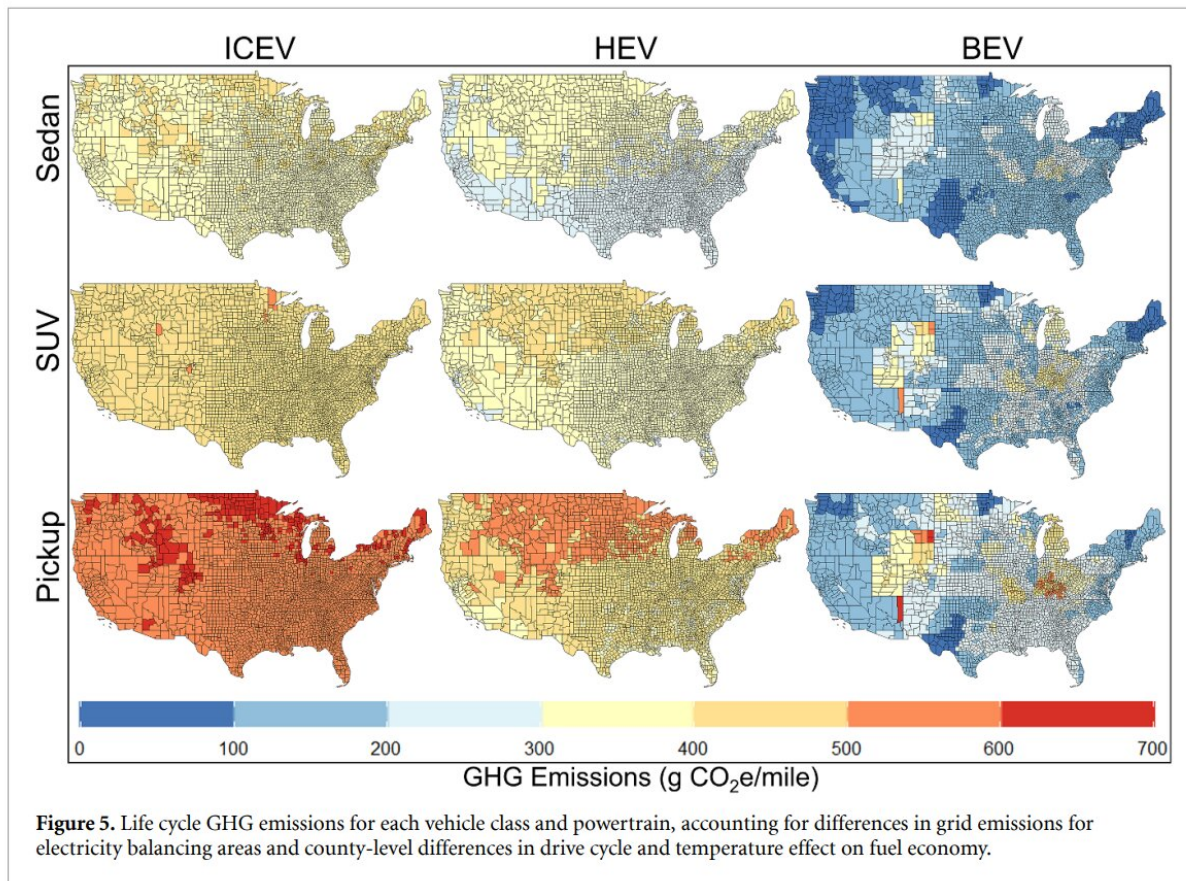 ICEV HEV BEV
Sedan
SUV
Pickup
0 100 200 300 400 500 600 700
GHG Emissions (g CO₂e/mile)
Figure 5. Life cycle GHG emissions for each vehicle class and powertrain, accounting for differences in grid emissions for
electricity balancing areas and county-level differences in drive cycle and temperature effect on fuel economy.